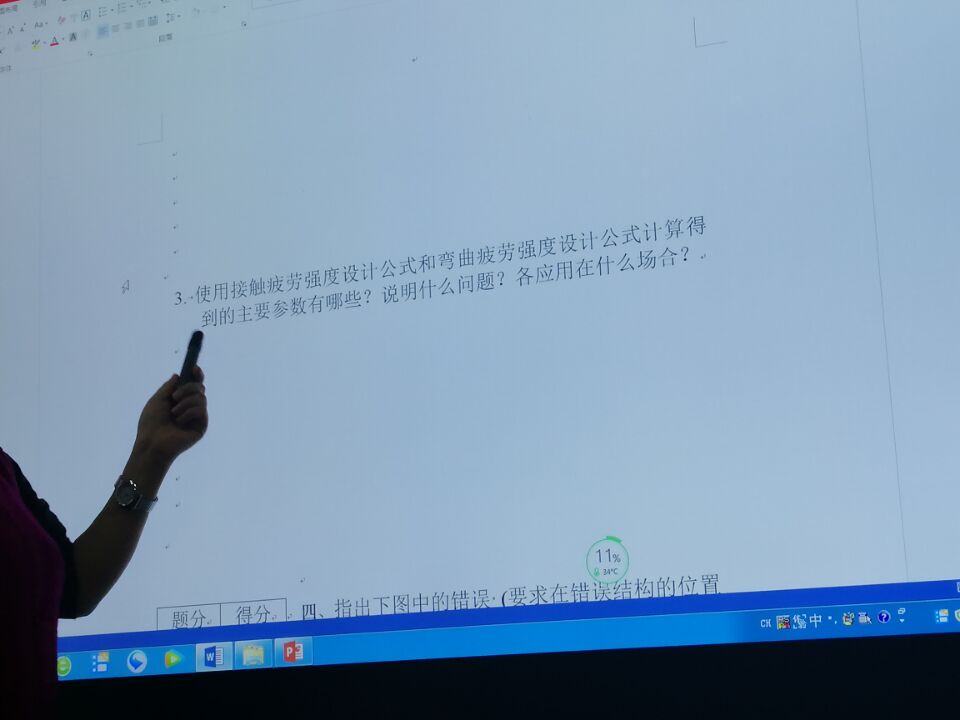 3. 使用接触疲劳强度设计公式和弯曲疲劳强度设计公式计算得
到的主要参数有哪些？说明什么问题？各应用在什么场合？
11%
34℃
题分 得分 四、指出下图中的错误 (要求在错误结构的位置
CH 中